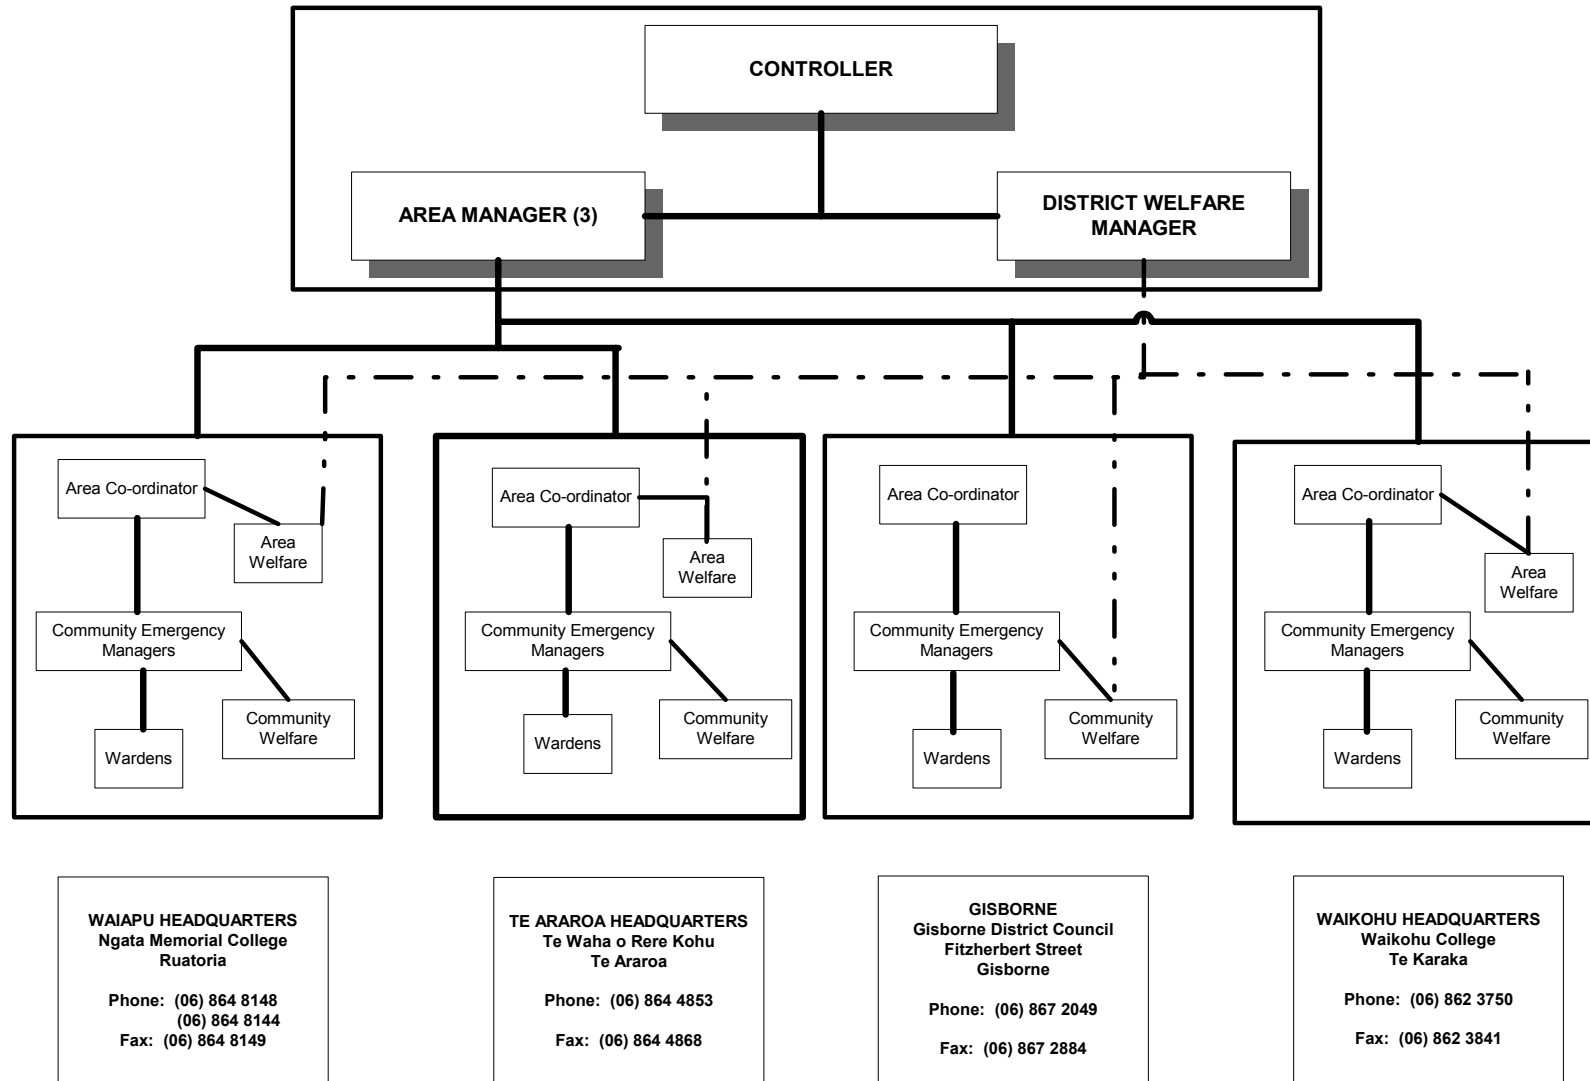 CONTROLLER
AREA MANAGER (3)
DISTRICT WELFARE
MANAGER
Area Co-ordinator
Area
Welfare
Community Emergency
Managers
Community
Welfare
Wardens
Area Co-ordinator
Area
Welfare
Community Emergency
Managers
Community
Welfare
Wardens
Area Co-ordinator
Community Emergency
Managers
Community
Welfare
Wardens
Area Co-ordinator
Area
Welfare
Community Emergency
Managers
Community
Welfare
Wardens
WAIAPU HEADQUARTERS
Ngata Memorial College
Ruatoria
Phone: (06) 864 8148
(06) 864 8144
Fax: (06) 864 8149
TE ARAROA HEADQUARTERS
Te Waha o Rere Kohu
Te Araroa
Phone: (06) 864 4853
Fax: (06) 864 4868
GISBORNE
Gisborne District Council
Fitzherbert Street
Gisborne
Phone: (06) 867 2049
Fax: (06) 867 2884
WAIKOHU HEADQUARTERS
Waikohu College
Te Karaka
Phone: (06) 862 3750
Fax: (06) 862 3841